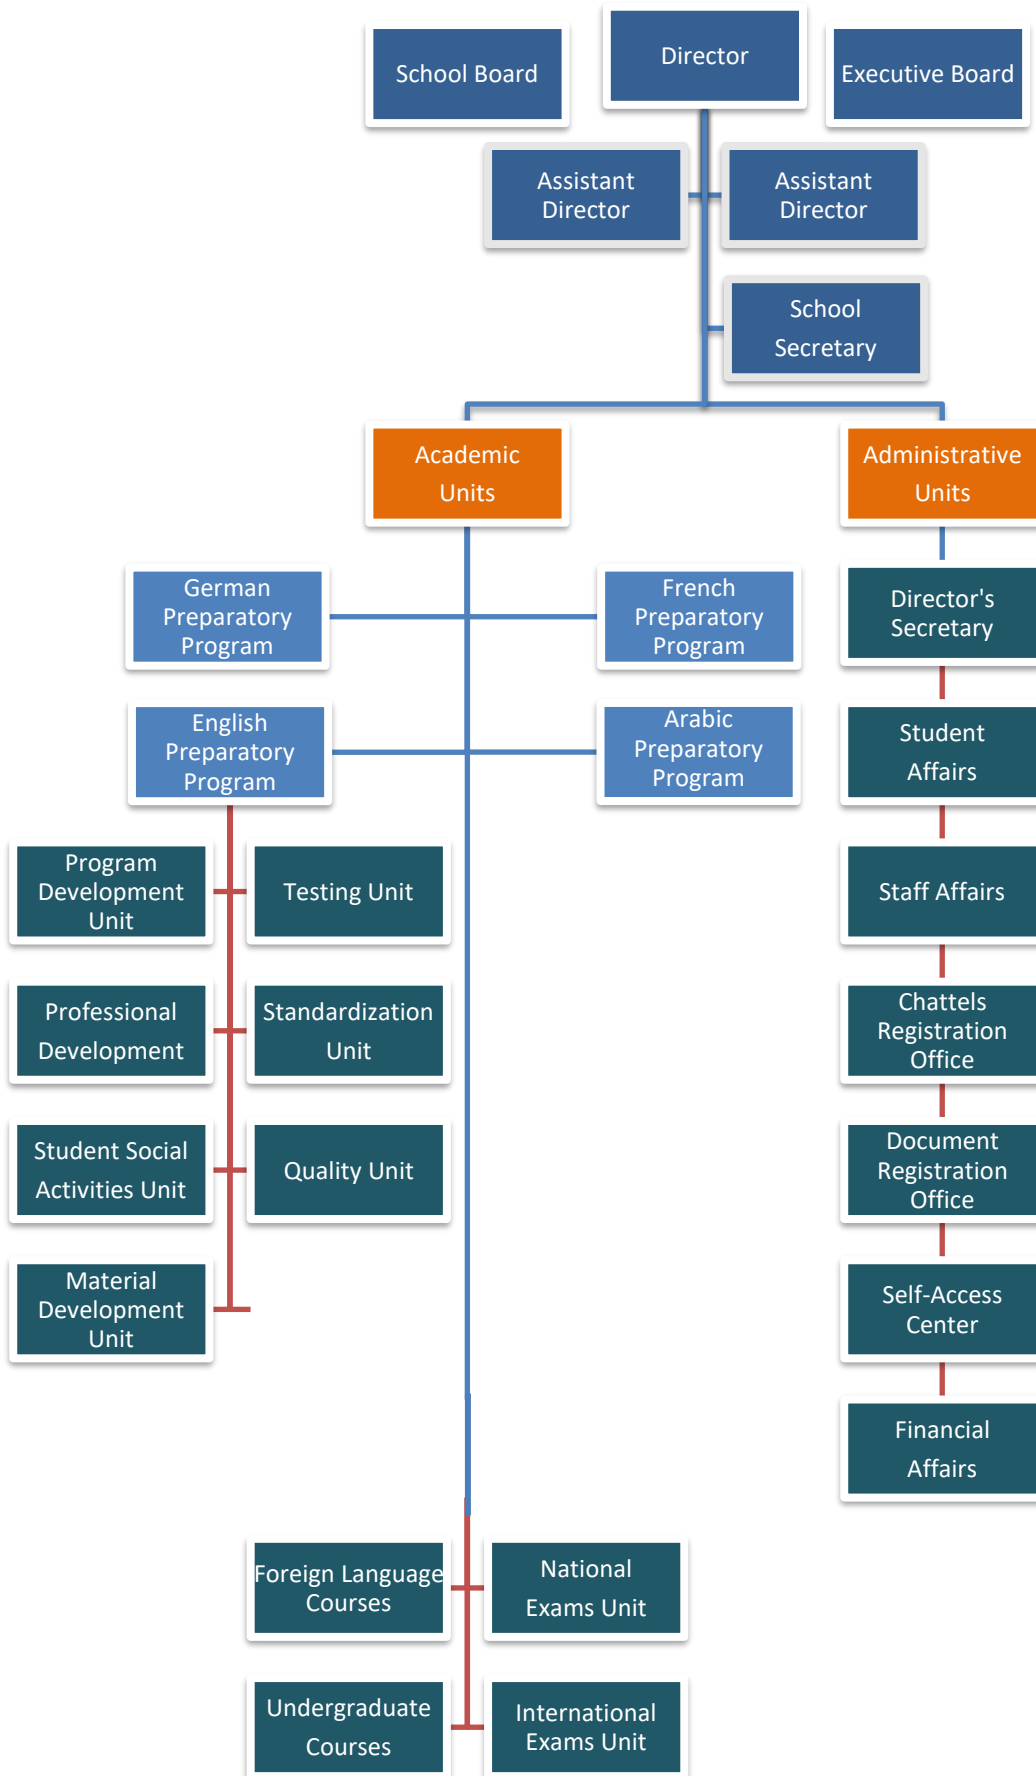 School Board
Director
Executive Board
Assistant
Director
Assistant
Director
School
Secretary
Academic
Units
Administrative
Units
German
Preparatory
Program
French
Preparatory
Program
Director's
Secretary
English
Preparatory
Program
Arabic
Preparatory
Program
Student
Affairs
Program
Development
Unit
Testing Unit
Staff Affairs
Professional
Development
Standardization
Unit
Chattels
Registration
Office
Student Social
Activities Unit
Quality Unit
Document
Registration
Office
Material
Development
Unit
Self-Access
Center
Financial
Affairs
Foreign Language
Courses
National
Exams Unit
Undergraduate
Courses
International
Exams Unit